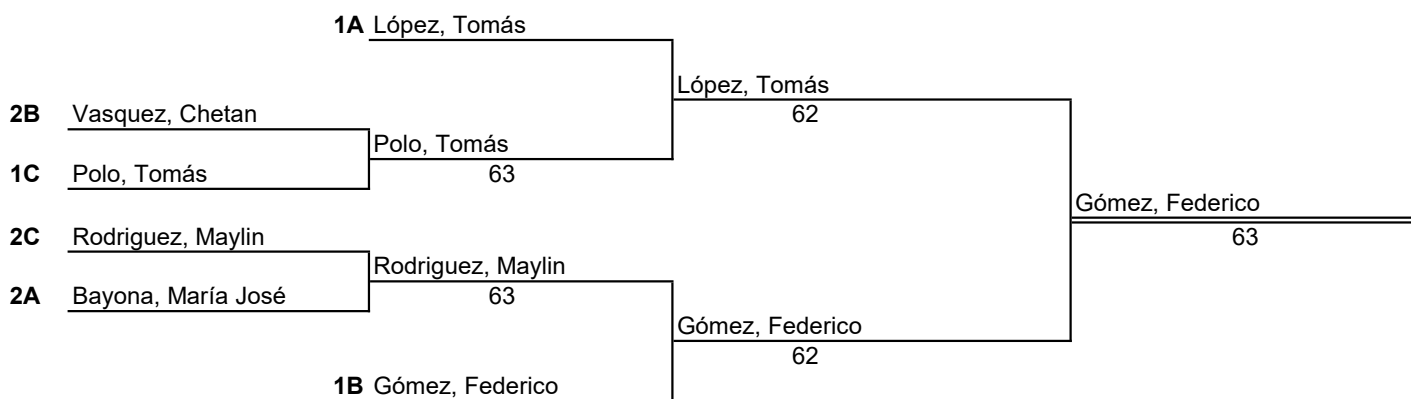 1A López, Tomás
López, Tomás
2B Vasquez, Chetan
62
Polo, Tomás
1C Polo, Tomás
63
Gómez, Federico
2C Rodriguez, Maylin
63
Rodriguez, Maylin
2A Bayona, María José
63
Gómez, Federico
62
1B Gómez, Federico